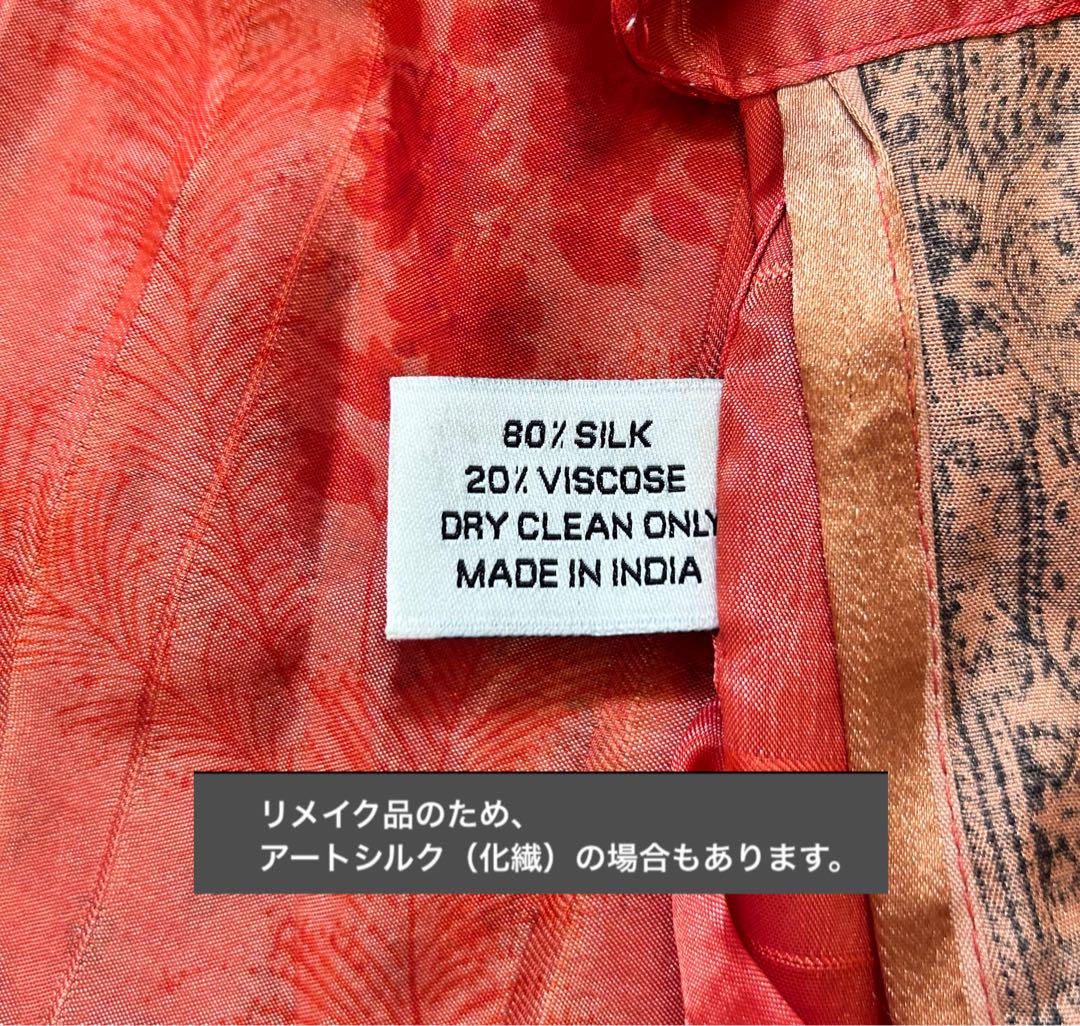 80% SILK
20% VISCOSE
DRY CLEAN ONLY
MADE IN INDIA
リメイク品のため、
アートシルク（化繊）の場合もあります。